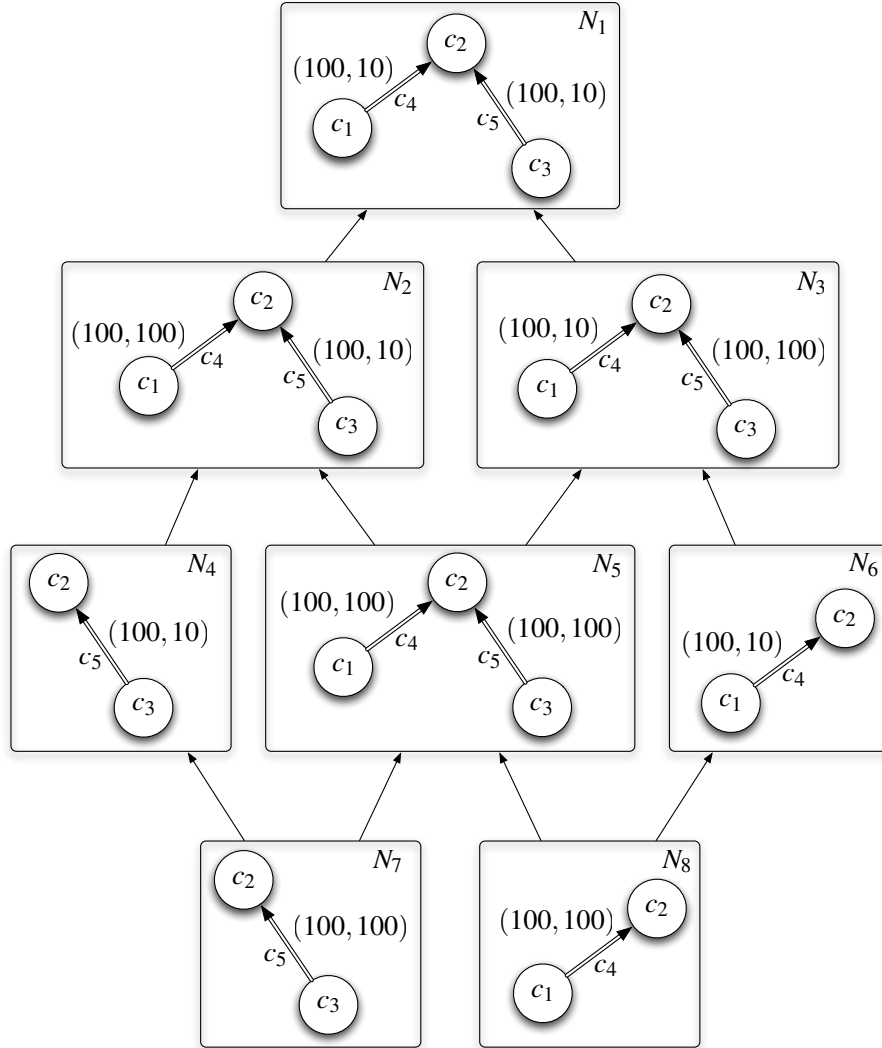 N₁
c₂
(100, 10)
(100, 10)
c₄
c₅
c₁
c₃
N₂
c₂
(100, 100)
(100, 10)
c₄
c₅
c₁
c₃
N₃
c₂
(100, 10)
(100, 100)
c₄
c₅
c₁
c₃
N₄
c₂
(100, 10)
c₅
c₃
N₅
c₂
(100, 100)
(100, 100)
c₄
c₅
c₁
c₃
N₆
c₂
(100, 10)
c₄
c₁
N₇
c₂
(100, 100)
c₅
c₃
N₈
c₂
(100, 100)
c₄
c₁